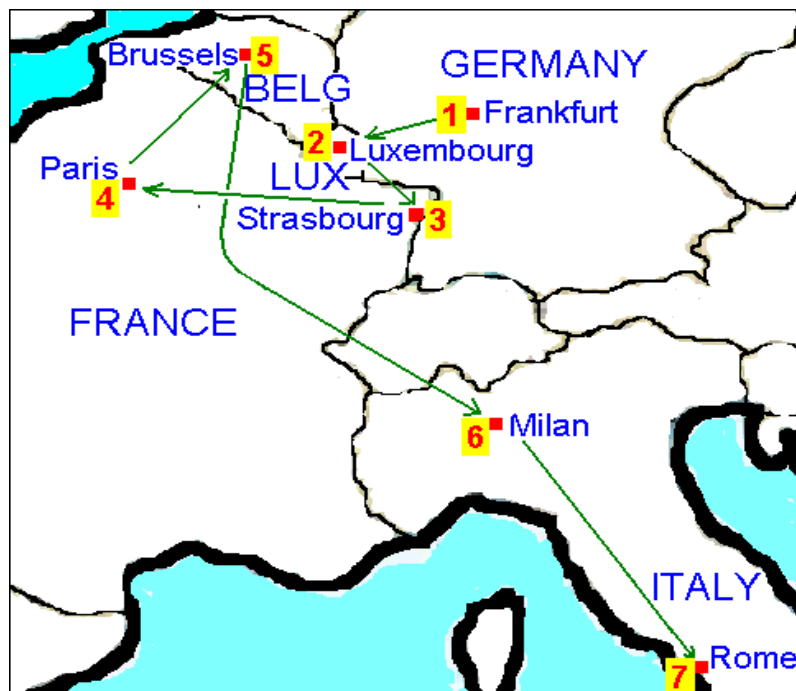 Brussels 5
BELG
GERMANY
1 Frankfurt
2 Luxembourg
Paris
4
LUX
Strasbourg 3
FRANCE
6 Milan
ITALY
7 Rome